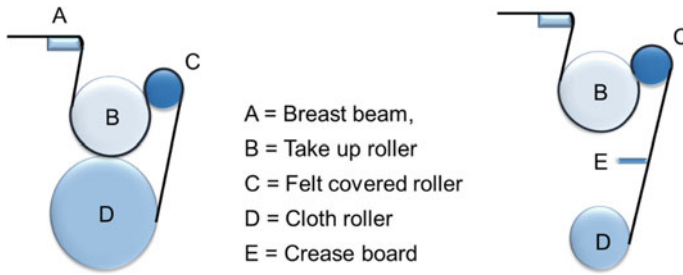 A
C
B
D
A = Breast beam,
B = Take up roller
C = Felt covered roller
D = Cloth roller
E = Crease board
C
B
E
D